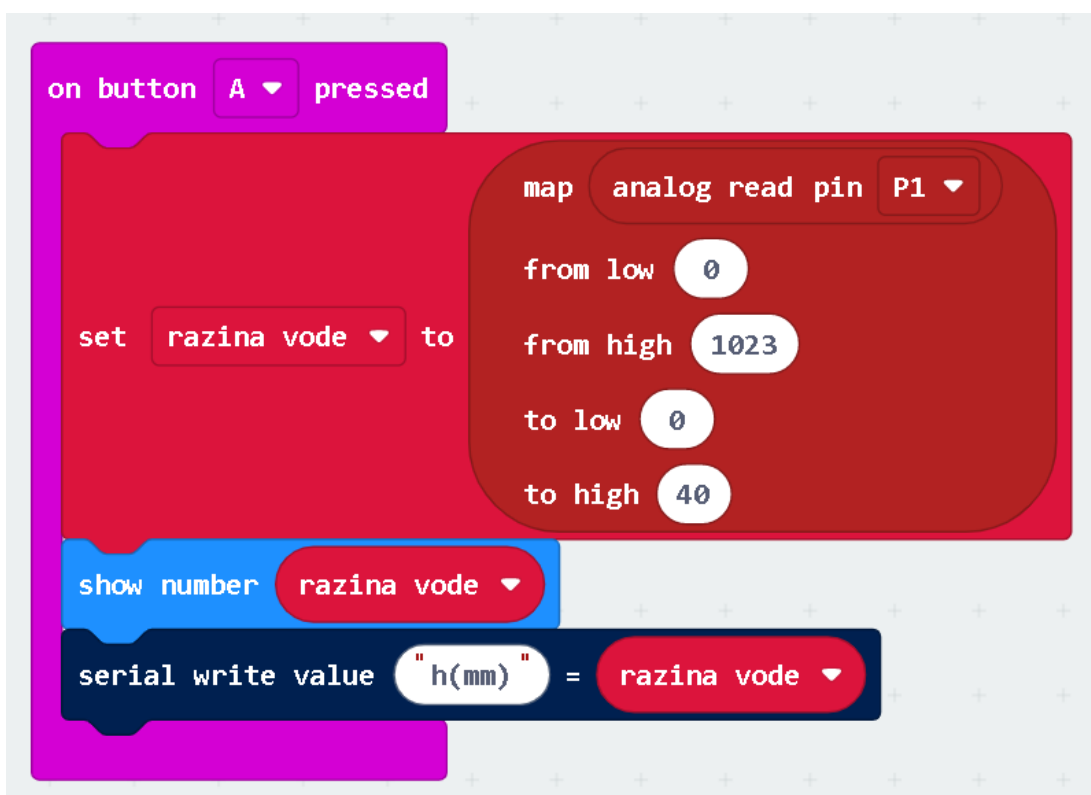 on button A pressed
map analog read pin P1
from low 0
set razina vode to
from high 1023
to low 0
to high 40
show number razina vode
serial write value "h(mm)" = razina vode